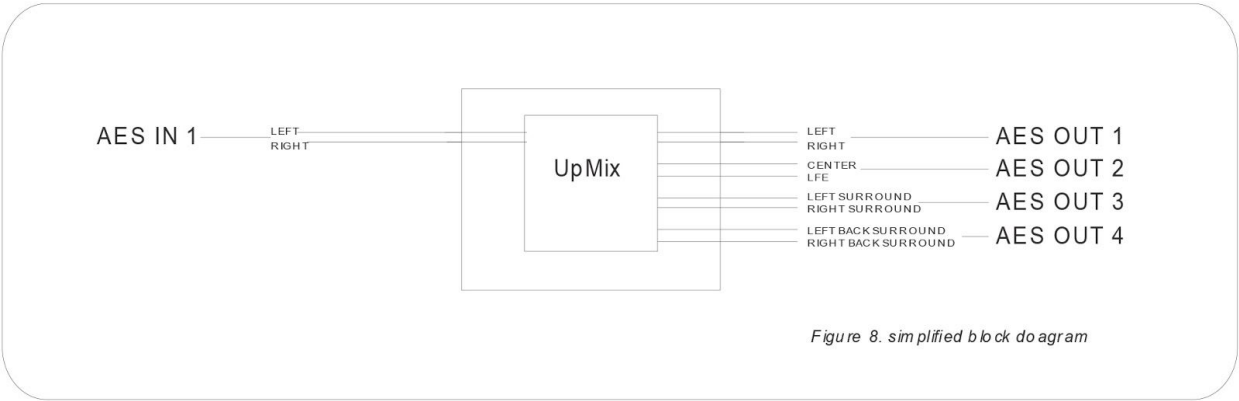 AES IN 1
LEFT
RIGHT
UpMix
LEFT
RIGHT
AES OUT 1
CENTER
LFE
AES OUT 2
LEFT SURROUND
RIGHT SURROUND
AES OUT 3
LEFT BACK SURROUND
RIGHT BACK SURROUND
AES OUT 4
Figure 8. simplified block doagram